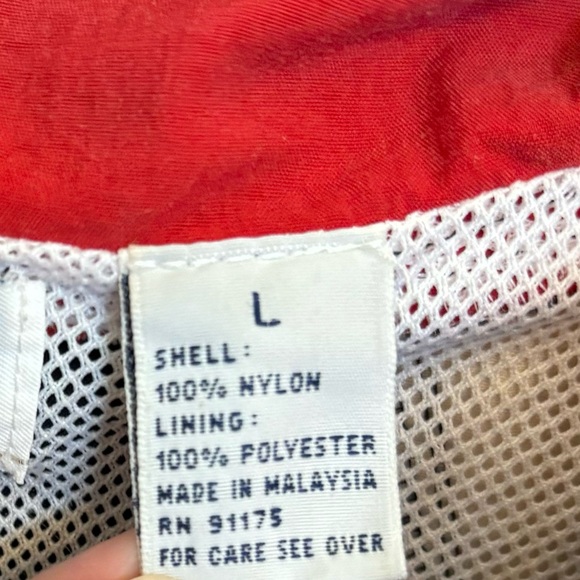 L
SHELL:
100% NYLON
LINING:
100% POLYESTER
MADE IN MALAYSIA
RN 91175
FOR CARE SEE OVER